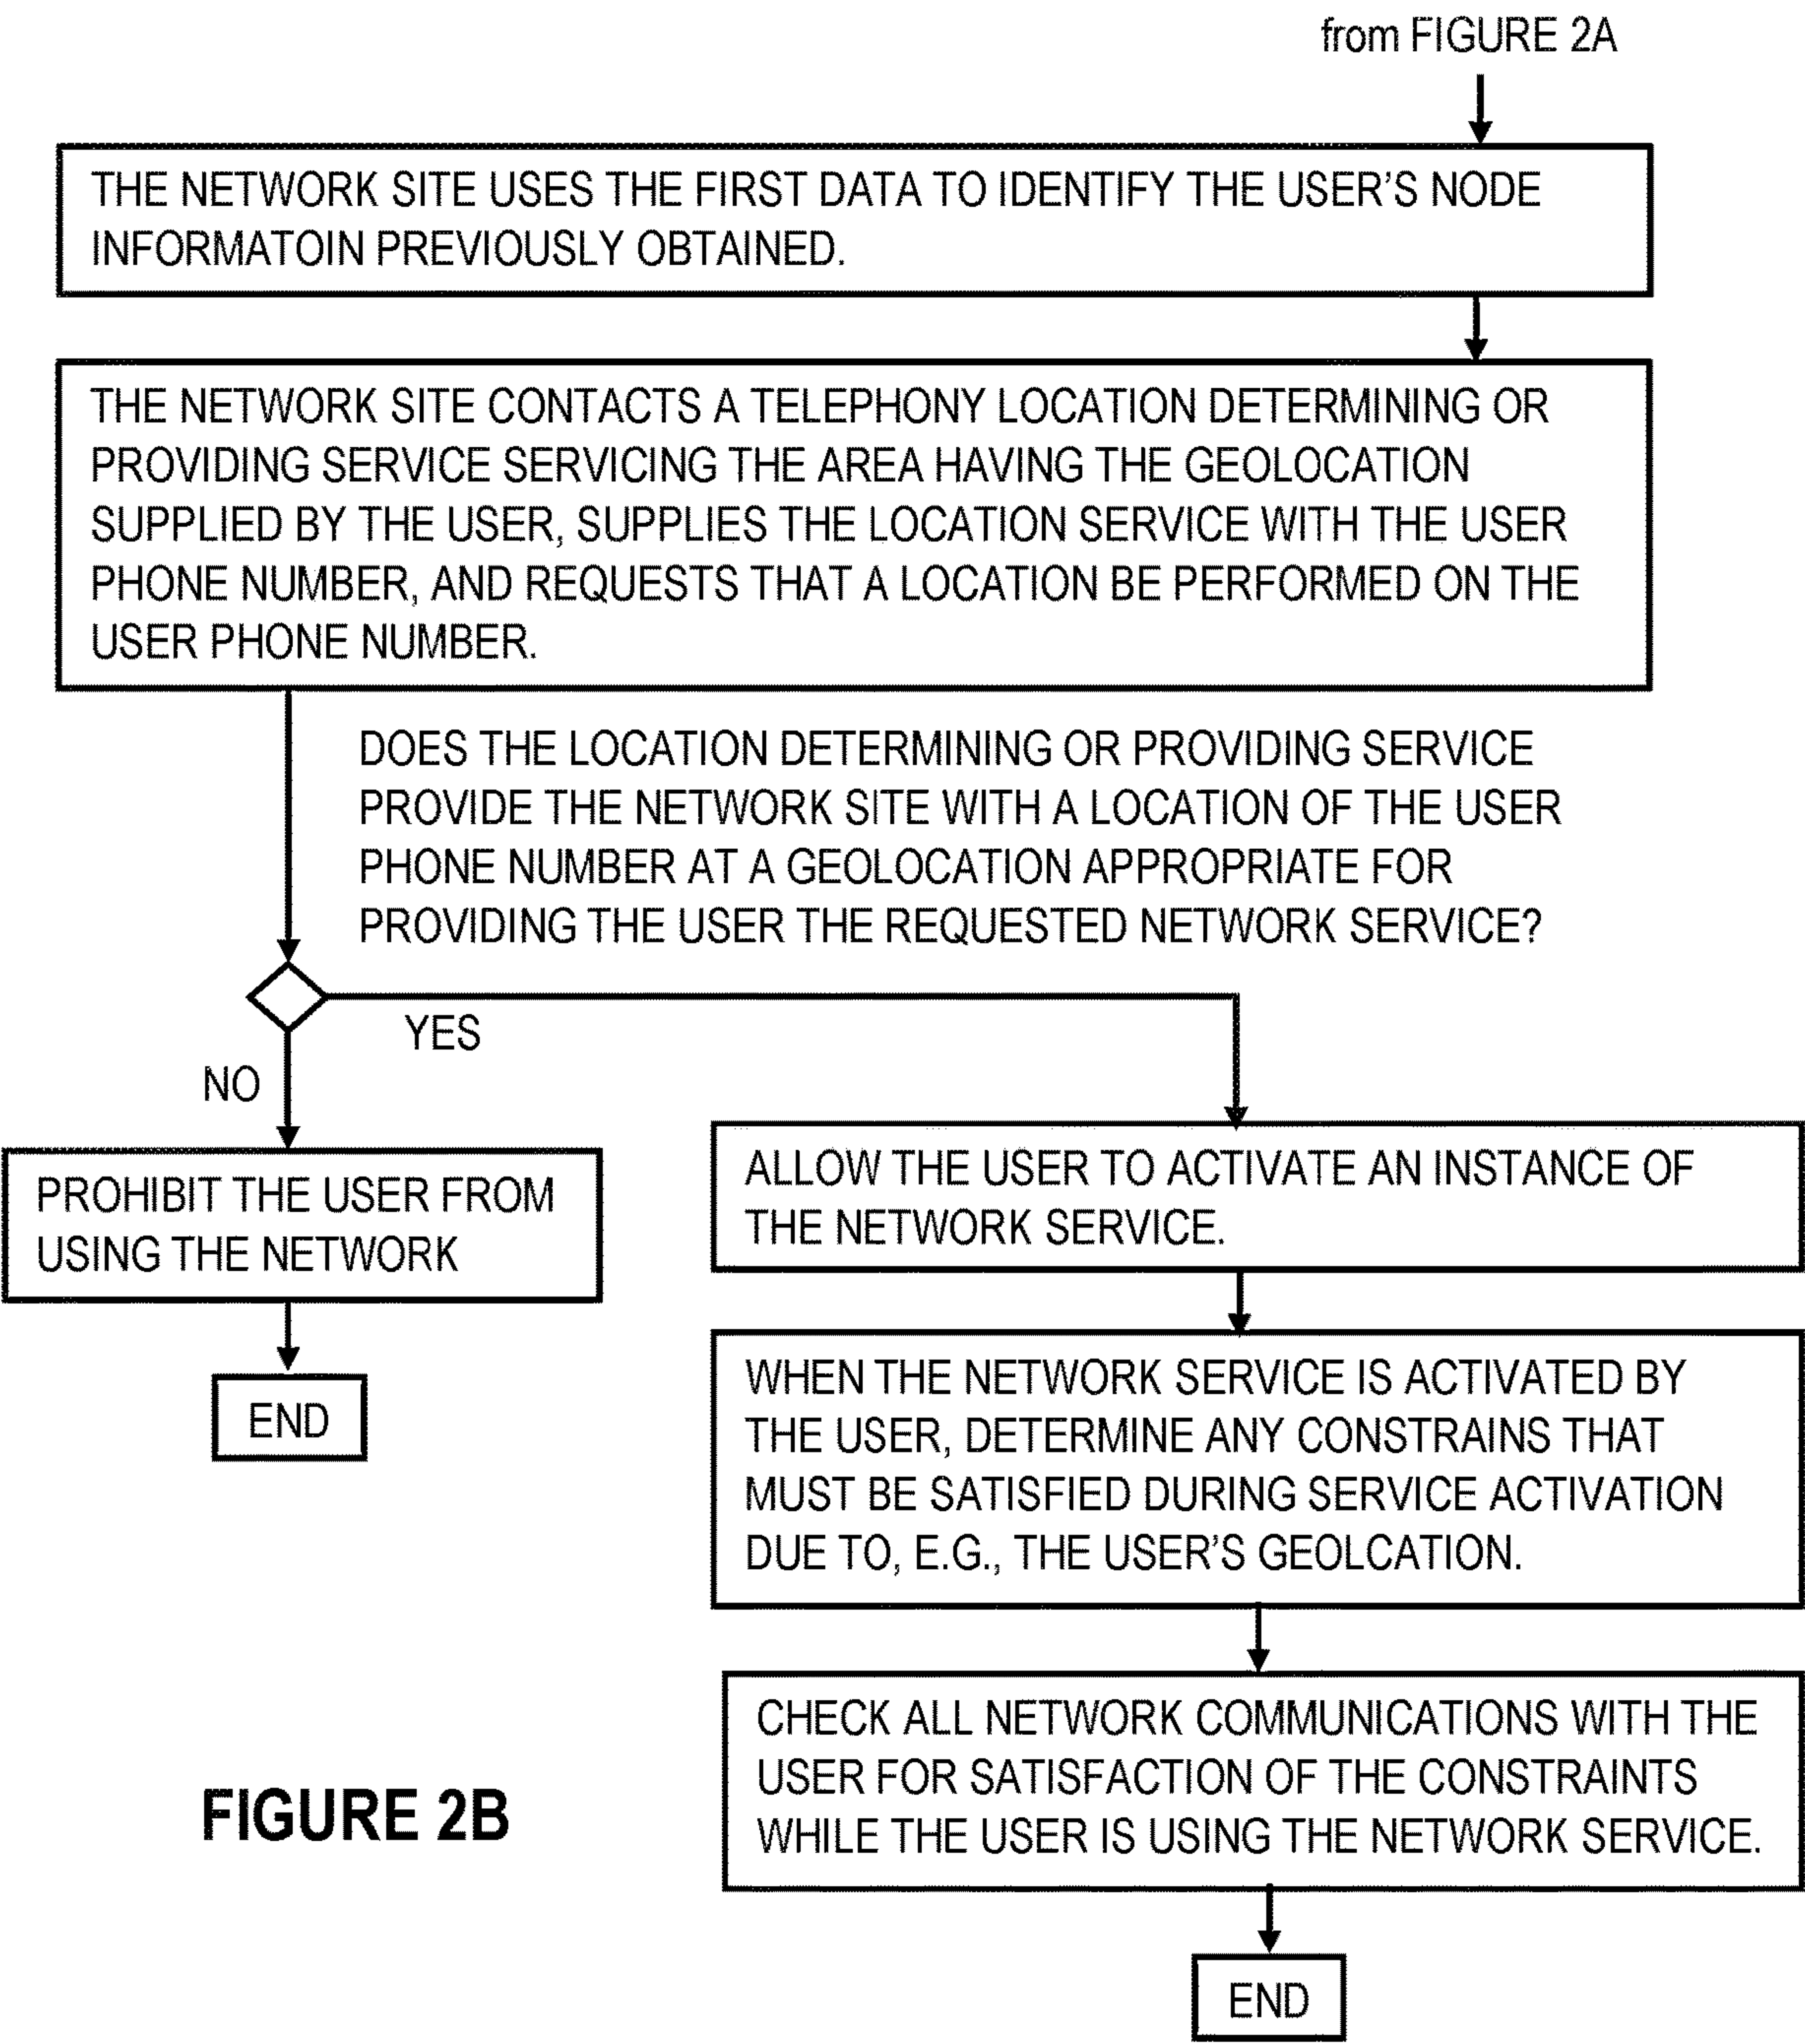 from FIGURE 2A
THE NETWORK SITE USES THE FIRST DATA TO IDENTIFY THE USER'S NODE
INFORMATOIN PREVIOUSLY OBTAINED.
THE NETWORK SITE CONTACTS A TELEPHONY LOCATION DETERMINING OR
PROVIDING SERVICE SERVICING THE AREA HAVING THE GEOLOCATION
SUPPLIED BY THE USER, SUPPLIES THE LOCATION SERVICE WITH THE USER
PHONE NUMBER, AND REQUESTS THAT A LOCATION BE PERFORMED ON THE
USER PHONE NUMBER.
DOES THE LOCATION DETERMINING OR PROVIDING SERVICE
PROVIDE THE NETWORK SITE WITH A LOCATION OF THE USER
PHONE NUMBER AT A GEOLOCATION APPROPRIATE FOR
PROVIDING THE USER THE REQUESTED NETWORK SERVICE?
YES
NO
PROHIBIT THE USER FROM
USING THE NETWORK
END
ALLOW THE USER TO ACTIVATE AN INSTANCE OF
THE NETWORK SERVICE.
WHEN THE NETWORK SERVICE IS ACTIVATED BY
THE USER, DETERMINE ANY CONSTRAINS THAT
MUST BE SATISFIED DURING SERVICE ACTIVATION
DUE TO, E.G., THE USER'S GEOLCATION.
CHECK ALL NETWORK COMMUNICATIONS WITH THE
USER FOR SATISFACTION OF THE CONSTRAINTS
WHILE THE USER IS USING THE NETWORK SERVICE.
END
FIGURE 2B